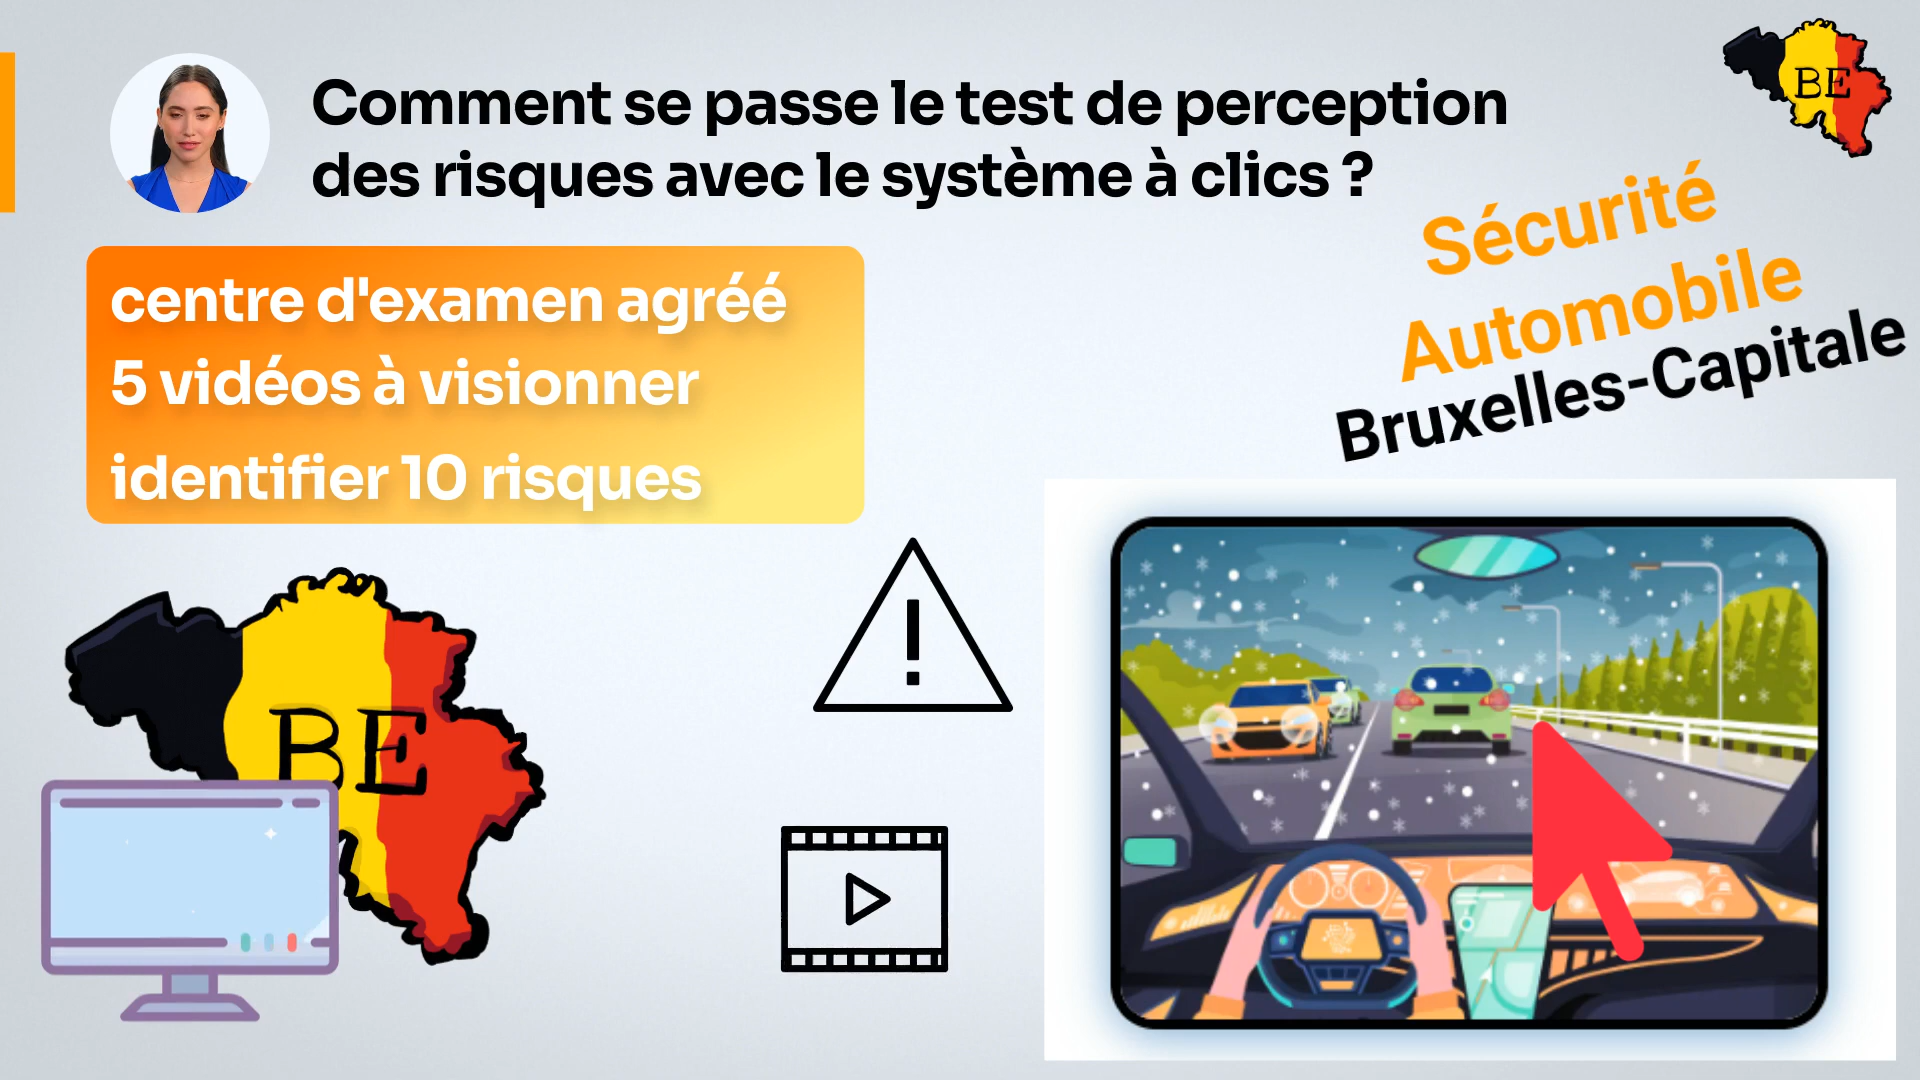 Comment se passe le test de perception
des risques avec le système à clics ?
BE
Sécurité
Automobile
Bruxelles-Capitale
centre d'examen agréé
5 vidéos à visionner
identifier 10 risques
BE